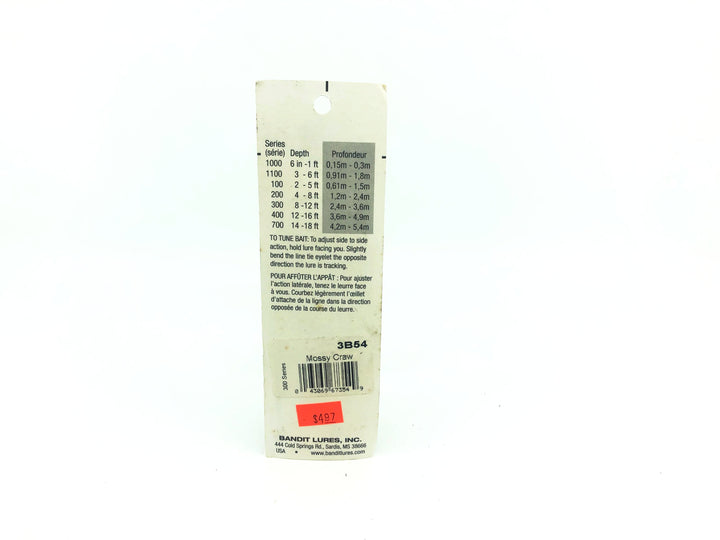 Series
(série) Depth Profondeur
1000 6 in -1 ft 0,15m - 0,3m
1100 3 - 6 ft 0,91m - 1,8m
100 2 - 5 ft 0,61m - 1,5m
200 4 - 8 ft 1,2m - 2,4m
300 8 -12 ft 2,4m - 3,6m
400 12 -16 ft 3,6m - 4,9m
700 14 -18 ft 4,2m - 5,4m
TO TUNE BAIT: To adjust side to side
action, hold lure facing you. Slightly
bend the line tie eyelet the opposite
direction the lure is tracking.
POUR AFFÛTER L'APPÂT : Pour ajuster
l'action latérale, tenez le leurre face
à vous. Courbez légèrement l'œillet
d'attache de la ligne dans la direction
opposée de la course du leurre.
3B54
Mossy Craw
300 Series
0 43069 67354 9
$4.97
BANDIT LURES, INC.
444 Cold Springs Rd., Sardis, MS 38666
USA • www.banditlures.com